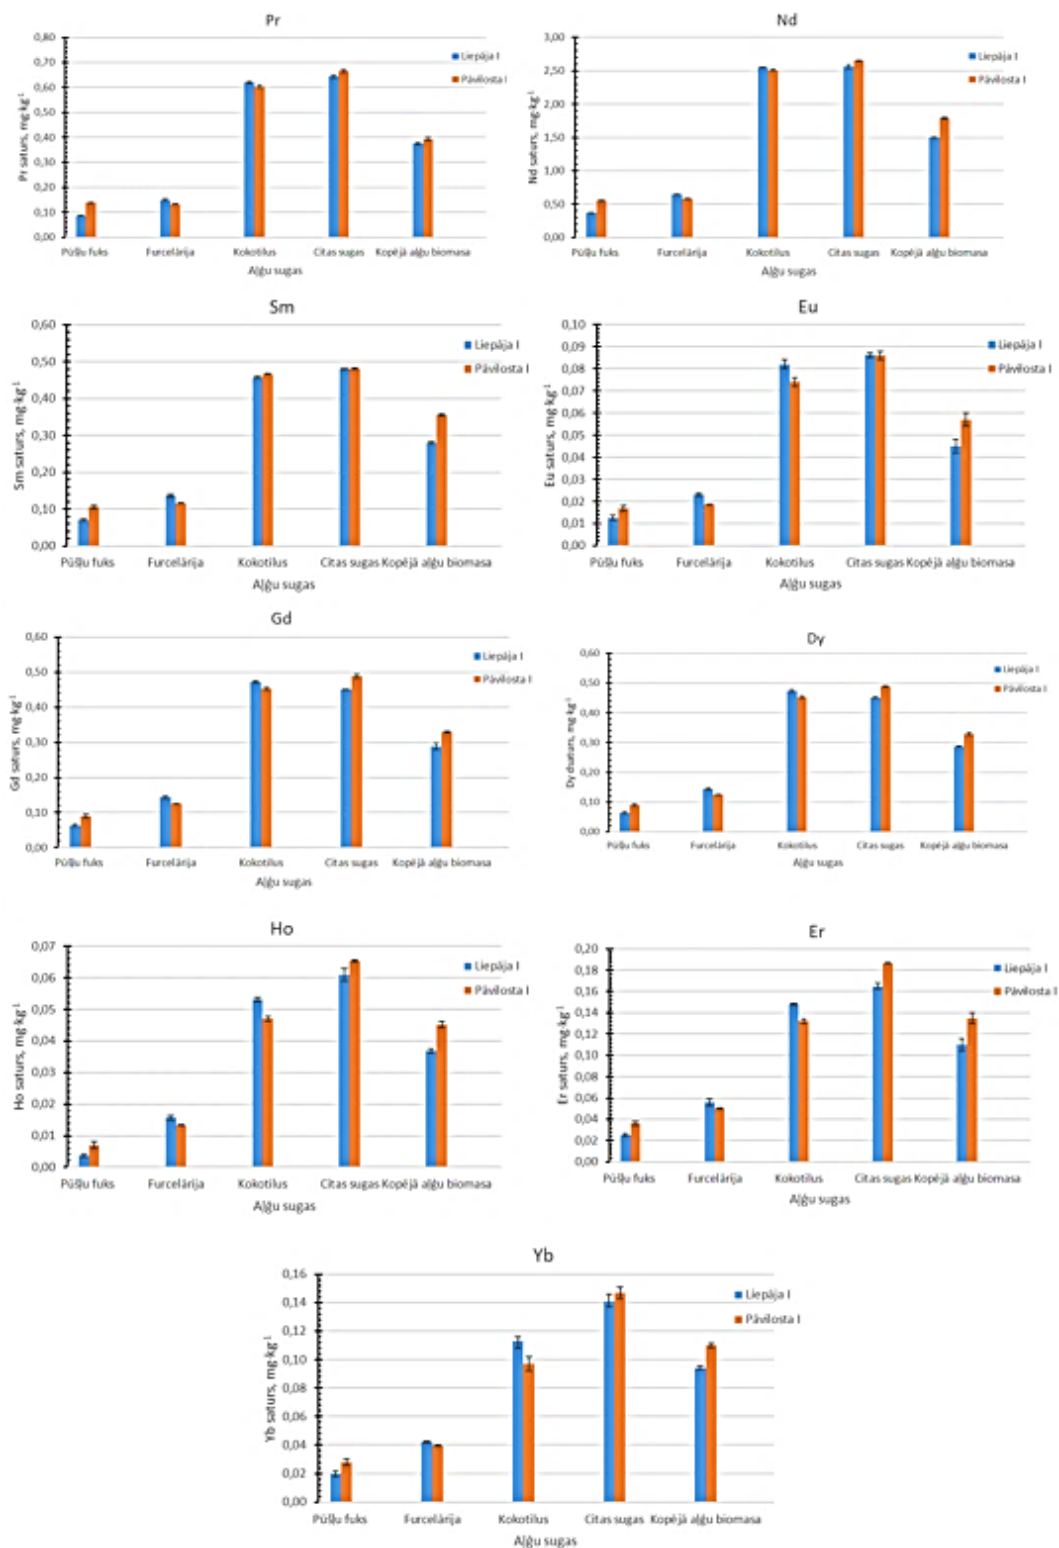 Pr
0,80
0,70
0,60
0,50
0,40
0,30
0,20
0,10
0,00
Pr saturs, mg·kg-1
Liepāja I
Pāvilosta I
Pūšļu fuks Furcelārija Kokotilus Citas sugas Kopējā aļģu biomasa
Aļģu sugas
Nd
3,00
2,50
2,00
1,50
1,00
0,50
0,00
Nd saturs, mg·kg-1
Liepāja I
Pāvilosta I
Pūšļu fuks Furcelārija Kokotilus Citas sugas Kopējā aļģu biomasa
Aļģu sugas
Sm
0,60
0,50
0,40
0,30
0,20
0,10
0,00
Sm saturs, mg·kg-1
Liepāja I
Pāvilosta I
Pūšļu fuks Furcelārija Kokotilus Citas sugas Kopējā aļģu biomasa
Aļģu sugas
Eu
0,10
0,09
0,08
0,07
0,06
0,05
0,04
0,03
0,02
0,01
0,00
Eu saturs, mg·kg-1
Liepāja I
Pāvilosta I
Pūšļu fuks Furcelārija Kokotilus Citas sugas Kopējā aļģu biomasa
Aļģu sugas
Gd
0,60
0,50
0,40
0,30
0,20
0,10
0,00
Gd saturs, mg·kg-1
Liepāja I
Pāvilosta I
Pūšļu fuks Furcelārija Kokotilus Citas sugas Kopējā aļģu biomasa
Aļģu sugas
Dy
0,60
0,50
0,40
0,30
0,20
0,10
0,00
Dy dsaturs, mg·kg-1
Liepāja I
Pāvilosta I
Pūšļu fuks Furcelārija Kokotilus Citas sugas Kopējā aļģu biomasa
Aļģu sugas
Ho
0,07
0,06
0,05
0,04
0,03
0,02
0,01
0,00
Ho saturs, mg·kg-1
Liepāja I
Pāvilosta I
Pūšļu fuks Furcelārija Kokotilus Citas sugas Kopējā aļģu biomasa
Aļģu sugas
Er
0,20
0,18
0,16
0,14
0,12
0,10
0,08
0,06
0,04
0,02
0,00
Er saturs, mg·kg-1
Liepāja I
Pāvilosta I
Pūšļu fuks Furcelārija Kokotilus Citas sugas Kopējā aļģu biomasa
Aļģu sugas
Yb
0,16
0,14
0,12
0,10
0,08
0,06
0,04
0,02
0,00
Yb saturs, mg·kg-1
Liepāja I
Pāvilosta I
Pūšļu fuks Furcelārija Kokotilus Citas sugas Kopējā aļģu biomasa
Aļģu sugas